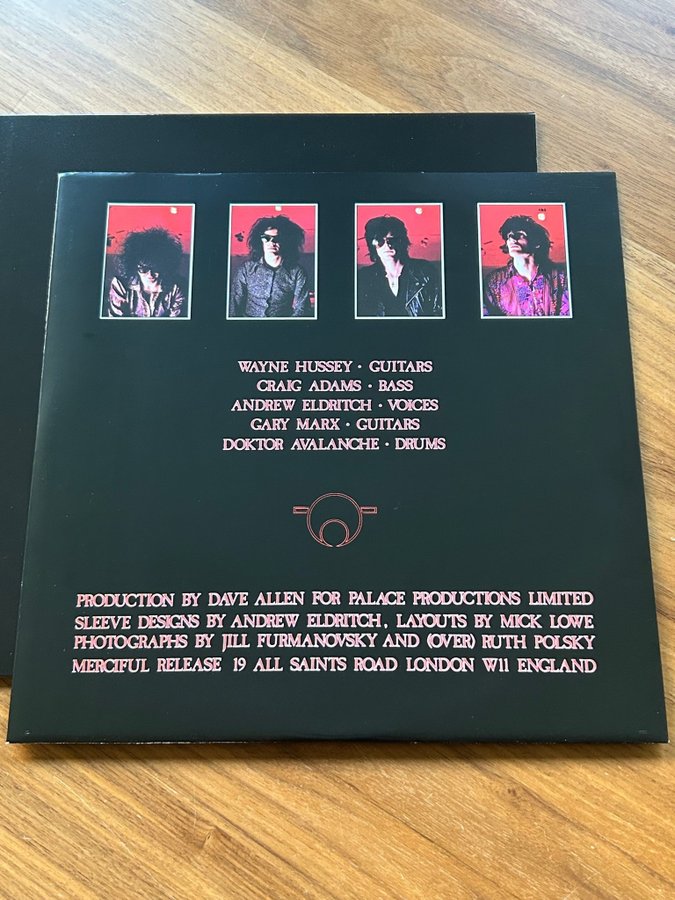 WAYNE HUSSEY · GUITARS
CRAIG ADAMS · BASS
ANDREW ELDRITCH · VOICES
GARY MARX · GUITARS
DOKTOR AVALANCHE · DRUMS
PRODUCTION BY DAVE ALLEN FOR PALACE PRODUCTIONS LIMITED
SLEEVE DESIGNS BY ANDREW ELDRITCH, LAYOUTS BY MICK LOWE
PHOTOGRAPHS BY JILL FURMANOVSKY AND (OVER) RUTH POLSKY
MERCIFUL RELEASE 19 ALL SAINTS ROAD LONDON W11 ENGLAND